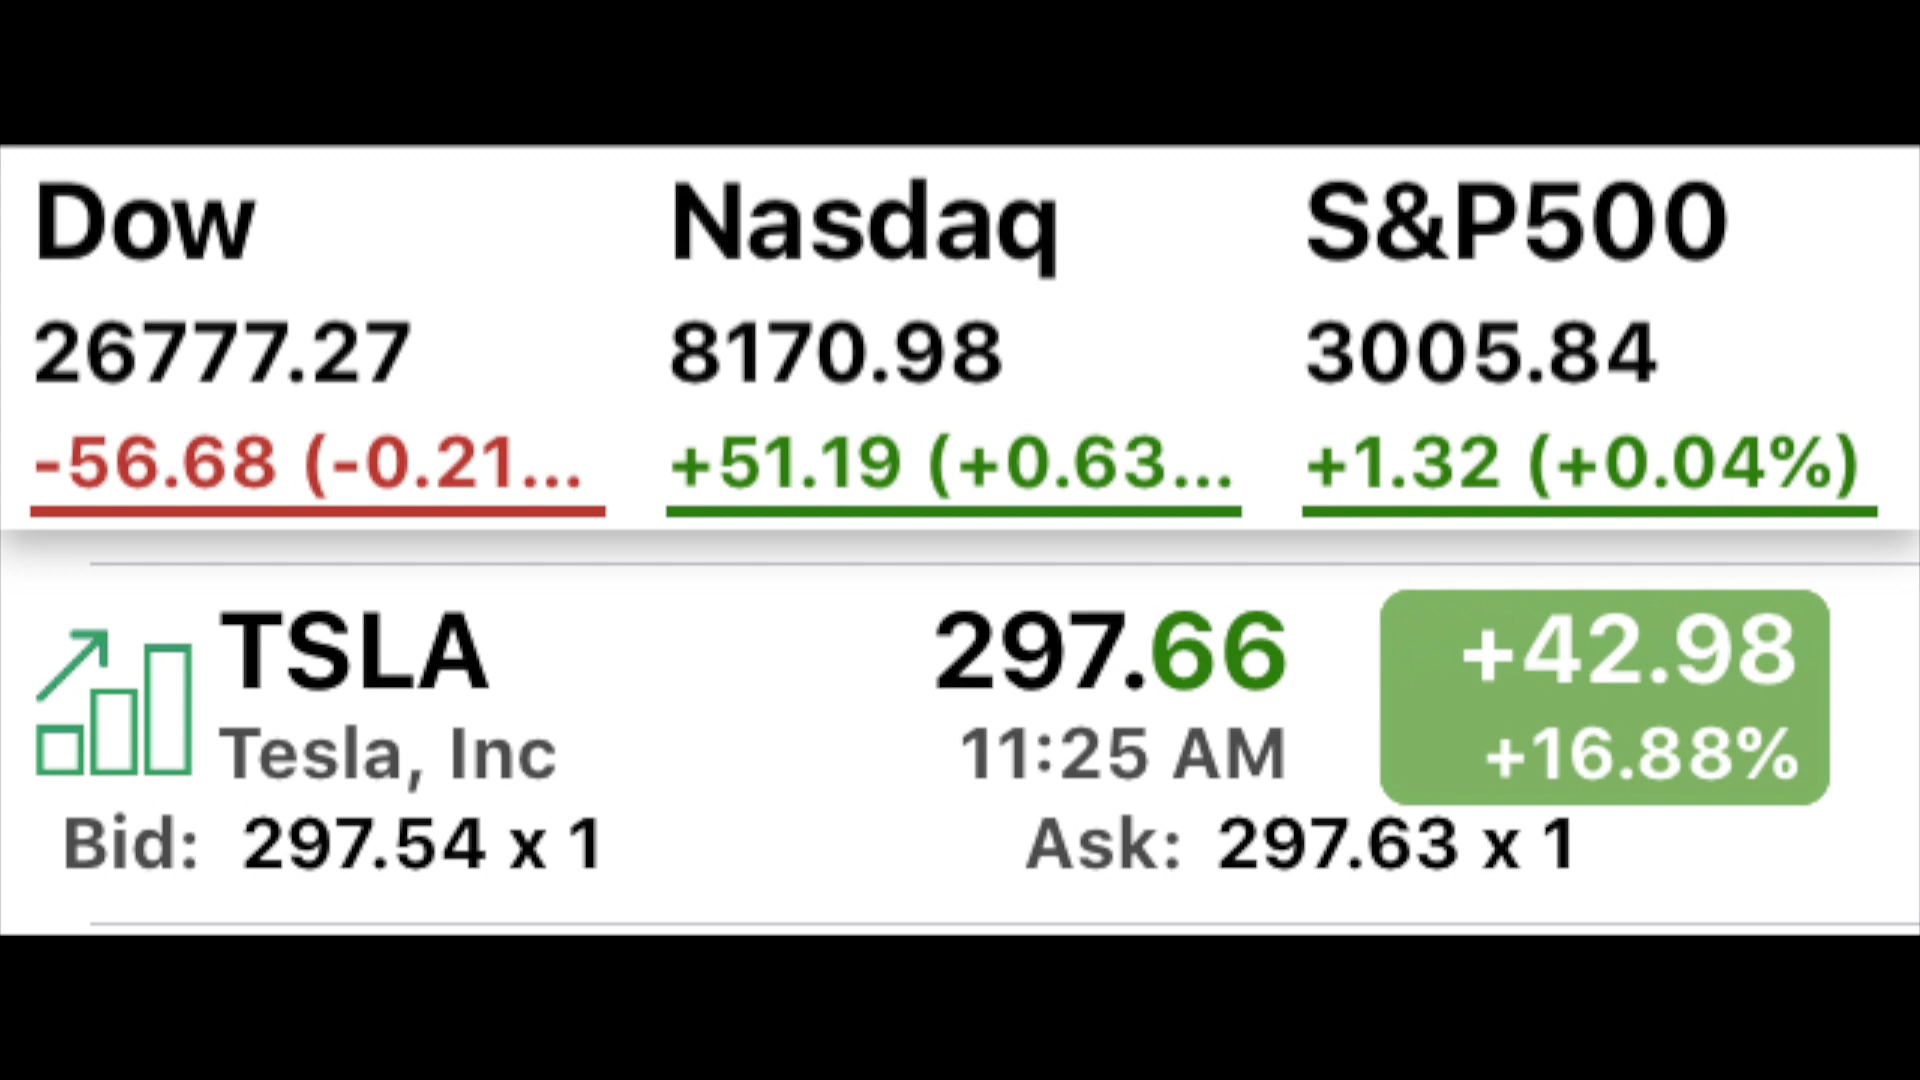 Dow Nasdaq S&P500
26777.27 8170.98 3005.84
-56.68 (-0.21... +51.19 (+0.63... +1.32 (+0.04%)
TSLA 297.66 +42.98
Tesla, Inc 11:25 AM +16.88%
Bid: 297.54 x 1 Ask: 297.63 x 1